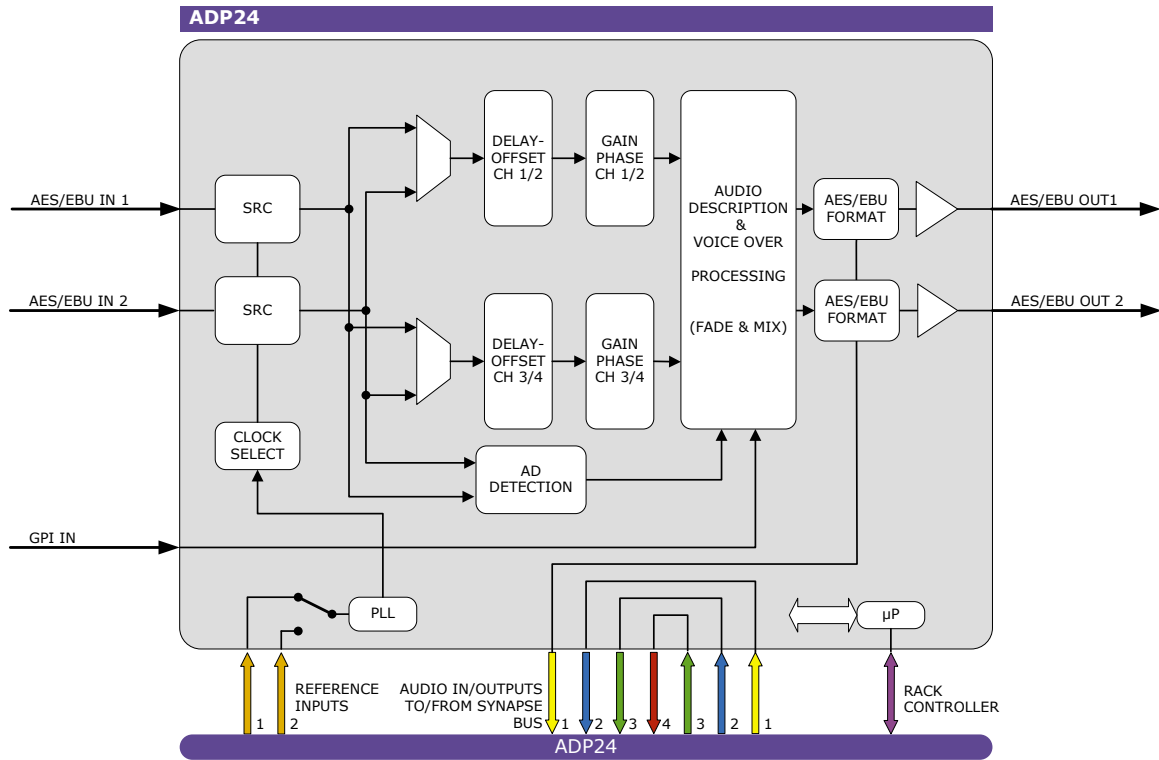 ADP24
AES/EBU IN 1
SRC
DELAY-
OFFSET
CH 1/2
GAIN
PHASE
CH 1/2
AUDIO
DESCRIPTION
&
VOICE OVER
PROCESSING
(FADE & MIX)
AES/EBU
FORMAT
AES/EBU OUT1
AES/EBU IN 2
SRC
DELAY-
OFFSET
CH 3/4
GAIN
PHASE
CH 3/4
AES/EBU
FORMAT
AES/EBU OUT 2
CLOCK
SELECT
AD
DETECTION
GPI IN
PLL
µP
REFERENCE
INPUTS
1
2
AUDIO IN/OUTPUTS
TO/FROM SYNAPSE
BUS
1
2
3
4
3
2
1
RACK
CONTROLLER
ADP24